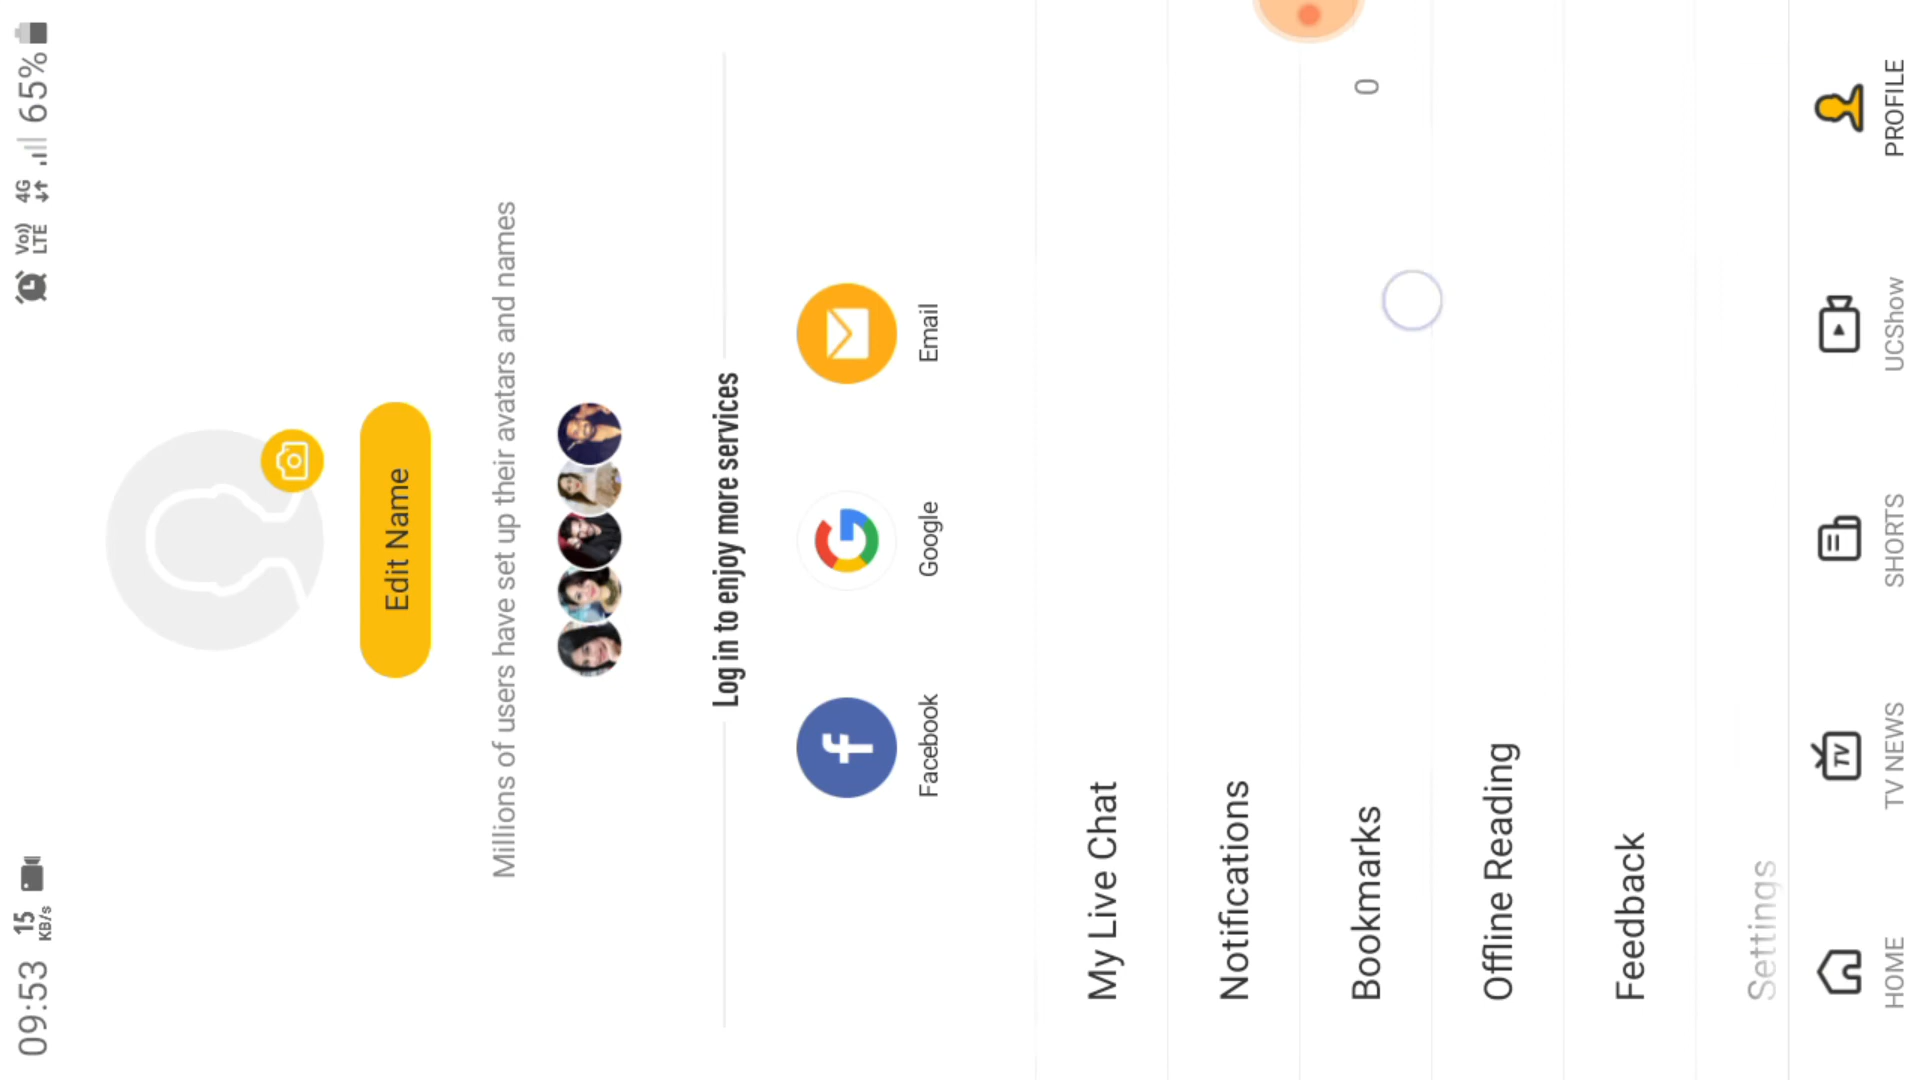 09:53 15 KB/s Vo)) LTE 4G 65%
Edit Name
Millions of users have set up their avatars and names
Log in to enjoy more services
Facebook Google Email
My Live Chat
Notifications
Bookmarks 0
Offline Reading
Feedback
Settings
HOME TV NEWS SHORTS UCShow PROFILE